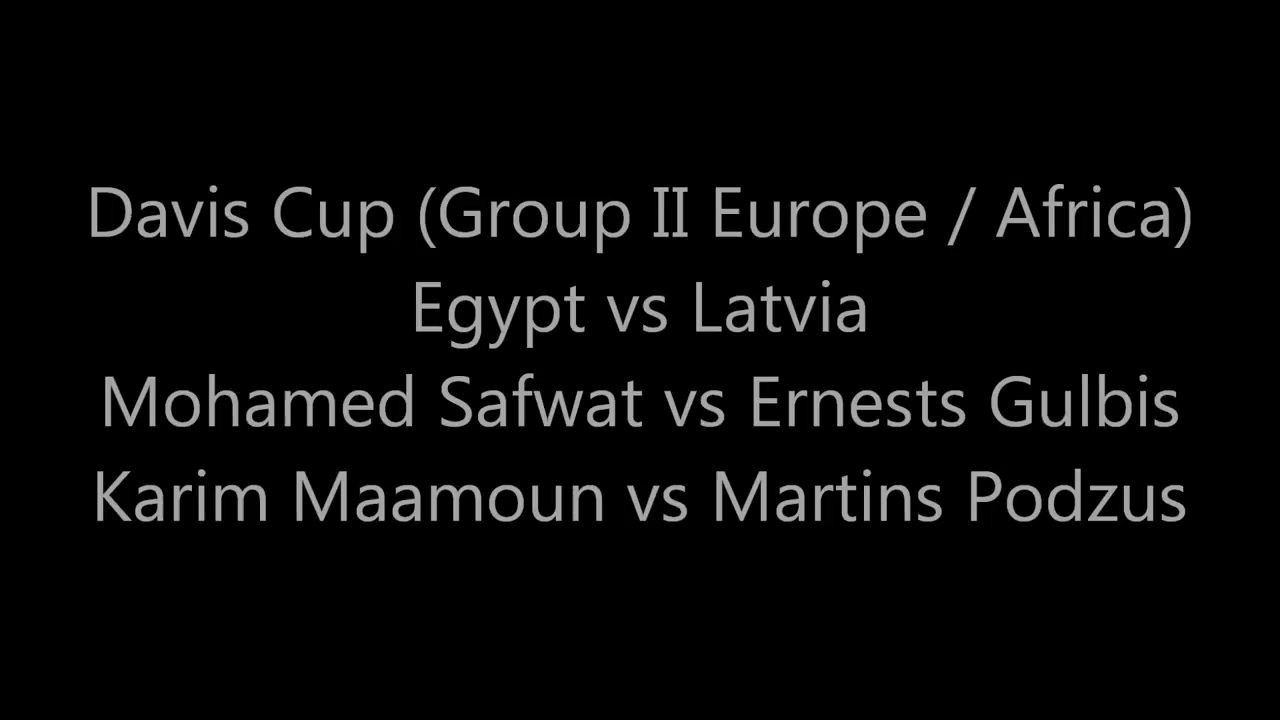 Davis Cup (Group II Europe / Africa)
Egypt vs Latvia
Mohamed Safwat vs Ernests Gulbis
Karim Maamoun vs Martins Podzus